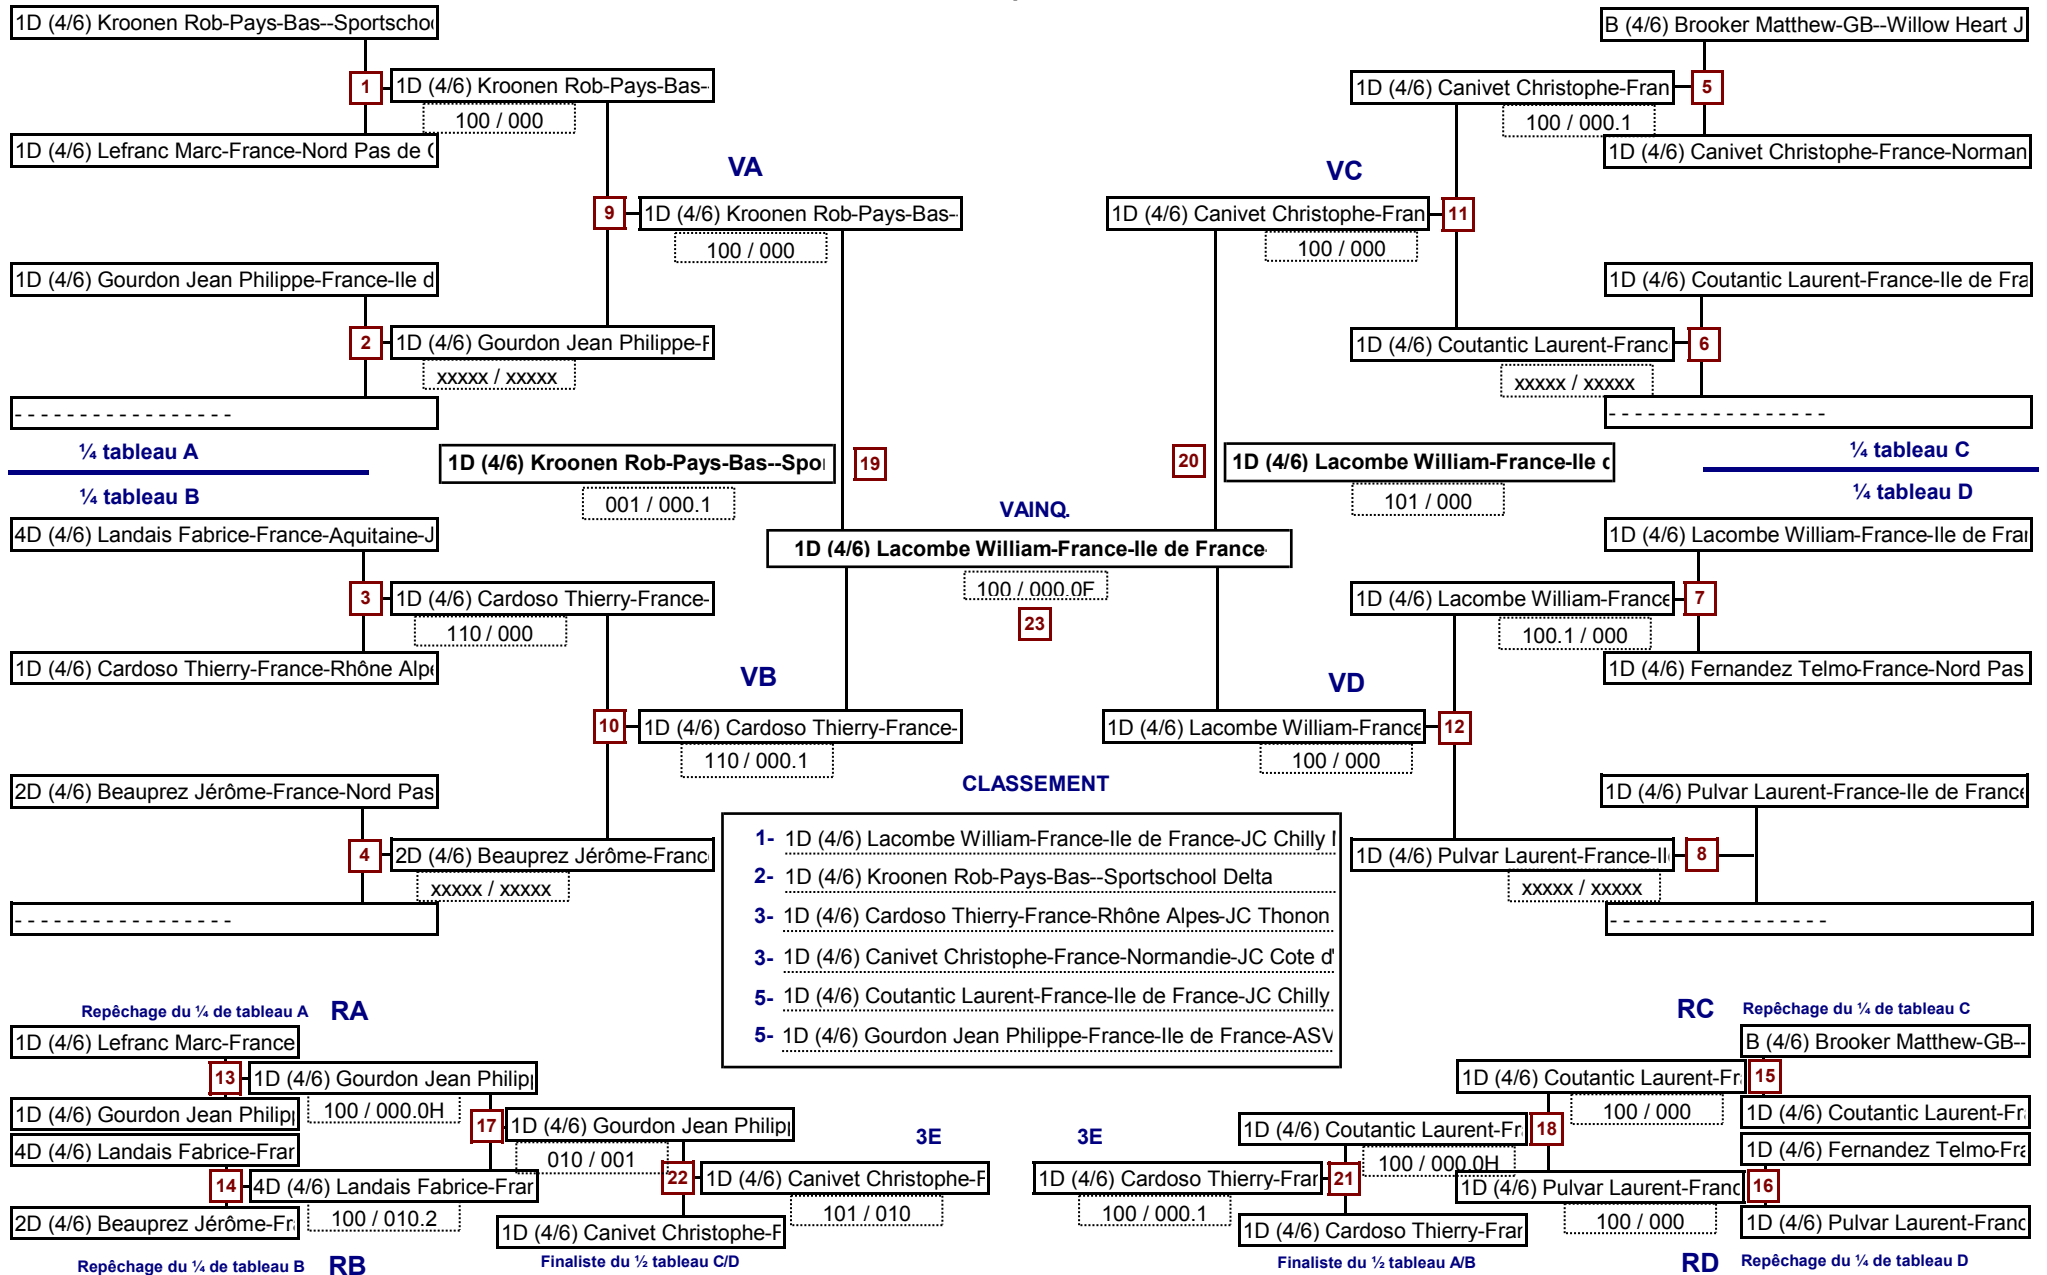 1D (4/6) Kroonen Rob-Pays-Bas--Sportschoo
B (4/6) Brooker Matthew-GB--Willow Heart J
1
1D (4/6) Kroonen Rob-Pays-Bas-
100 / 000
1D (4/6) Canivet Christophe-Fran
5
100 / 000.1
1D (4/6) Lefranc Marc-France-Nord Pas de C
1D (4/6) Canivet Christophe-France-Norman
VA
VC
9
1D (4/6) Kroonen Rob-Pays-Bas-
100 / 000
1D (4/6) Canivet Christophe-Fran
11
100 / 000
1D (4/6) Gourdon Jean Philippe-France-Ile d
1D (4/6) Coutantic Laurent-France-Ile de Fra
2
1D (4/6) Gourdon Jean Philippe-F
xxxxx / xxxxx
1D (4/6) Coutantic Laurent-Franc
6
xxxxx / xxxxx
- - - - - - - - - - - - - - - - -
- - - - - - - - - - - - - - - - -
¼ tableau A
1D (4/6) Kroonen Rob-Pays-Bas--Spor
19
20
1D (4/6) Lacombe William-France-Ile d
¼ tableau C
¼ tableau B
001 / 000.1
101 / 000
¼ tableau D
VAINQ.
4D (4/6) Landais Fabrice-France-Aquitaine-J
1D (4/6) Lacombe William-France-Ile de France-
1D (4/6) Lacombe William-France-Ile de Fran
3
1D (4/6) Cardoso Thierry-France-
100 / 000.0F
1D (4/6) Lacombe William-France
7
110 / 000
23
100.1 / 000
1D (4/6) Cardoso Thierry-France-Rhône Alpe
1D (4/6) Fernandez Telmo-France-Nord Pas
VB
VD
10
1D (4/6) Cardoso Thierry-France-
110 / 000.1
1D (4/6) Lacombe William-France
12
100 / 000
CLASSEMENT
2D (4/6) Beauprez Jérôme-France-Nord Pas
1D (4/6) Pulvar Laurent-France-Ile de France
1- 1D (4/6) Lacombe William-France-Ile de France-JC Chilly M
4
2D (4/6) Beauprez Jérôme-Franc
1D (4/6) Pulvar Laurent-France-Ile
8
2- 1D (4/6) Kroonen Rob-Pays-Bas--Sportschool Delta
xxxxx / xxxxx
xxxxx / xxxxx
3- 1D (4/6) Cardoso Thierry-France-Rhône Alpes-JC Thonon
- - - - - - - - - - - - - - - - -
- - - - - - - - - - - - - - - - -
3- 1D (4/6) Canivet Christophe-France-Normandie-JC Cote d'
5- 1D (4/6) Coutantic Laurent-France-Ile de France-JC Chilly
5- 1D (4/6) Gourdon Jean Philippe-France-Ile de France-ASV
Repêchage du ¼ de tableau A RA
RC Repêchage du ¼ de tableau C
1D (4/6) Lefranc Marc-France
B (4/6) Brooker Matthew-GB--
13
1D (4/6) Gourdon Jean Philipp
1D (4/6) Coutantic Laurent-Fra
15
1D (4/6) Gourdon Jean Philipp
100 / 000.0H
100 / 000
1D (4/6) Coutantic Laurent-Fra
17
1D (4/6) Gourdon Jean Philipp
3E
3E
1D (4/6) Coutantic Laurent-Fra
18
4D (4/6) Landais Fabrice-Fran
010 / 001
100 / 000.0H
1D (4/6) Fernandez Telmo-Fra
14
4D (4/6) Landais Fabrice-Fran
22
1D (4/6) Canivet Christophe-F
1D (4/6) Cardoso Thierry-Fran
21
1D (4/6) Pulvar Laurent-Franc
16
2D (4/6) Beauprez Jérôme-Fra
100 / 010.2
101 / 010
100 / 000.1
100 / 000
1D (4/6) Pulvar Laurent-Franc
1D (4/6) Canivet Christophe-F
1D (4/6) Cardoso Thierry-Fran
Repêchage du ¼ de tableau B RB
Finaliste du ½ tableau C/D
Finaliste du ½ tableau A/B
RD Repêchage du ¼ de tableau D